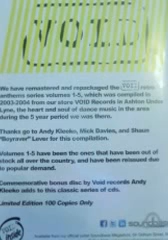 VOID
We have remastered and repackaged the VOID retro
anthems series volumes 1-5, which was compiled in
2003-2004 from our store VOID Records in Ashton Under
Lyne, the heart and soul of dance music in the area
during the 5 year period we were there.
Thanks go to Andy Kleeko, Mick Davies, and Shaun
"Boyraver" Lever for this compilation.
Volumes 1-5 have been the ones that have been out of
stock all over the country, and have been reissued due
to popular demand.
Commemorative bonus disc by Void records Andy
Kleeko adds to this classic series of cds.
Limited Edition 100 Copies Only